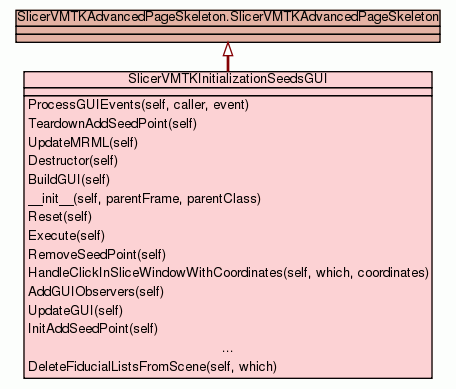 SlicerVMTKAdvancedPageSkeleton.SlicerVMTKAdvancedPageSkeleton
SlicerVMTKInitializationSeedsGUI
ProcessGUIEvents(self, caller, event)
TeardownAddSeedPoint(self)
UpdateMRML(self)
Destructor(self)
BuildGUI(self)
__init__(self, parentFrame, parentClass)
Reset(self)
Execute(self)
RemoveSeedPoint(self)
HandleClickInSliceWindowWithCoordinates(self, which, coordinates)
AddGUIObservers(self)
UpdateGUI(self)
InitAddSeedPoint(self)
...
DeleteFiducialListsFromScene(self, which)